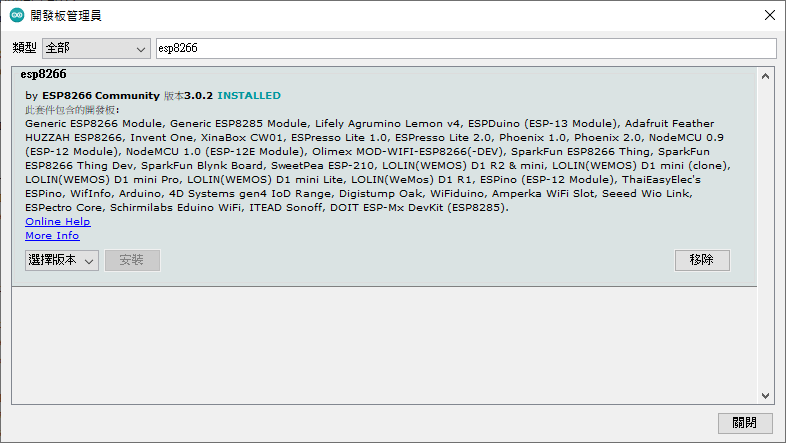 開發板管理員
類型 全部 esp8266
esp8266
by ESP8266 Community 版本3.0.2 INSTALLED
此套件包含的開發板:
Generic ESP8266 Module, Generic ESP8285 Module, Lifely Agrumino Lemon v4, ESPDuino (ESP-13 Module), Adafruit Feather
HUZZAH ESP8266, Invent One, XinaBox CW01, ESPresso Lite 1.0, ESPresso Lite 2.0, Phoenix 1.0, Phoenix 2.0, NodeMCU 0.9
(ESP-12 Module), NodeMCU 1.0 (ESP-12E Module), Olimex MOD-WIFI-ESP8266(-DEV), SparkFun ESP8266 Thing, SparkFun
ESP8266 Thing Dev, SparkFun Blynk Board, SweetPea ESP-210, LOLIN(WEMOS) D1 R2 & mini, LOLIN(WEMOS) D1 mini (clone),
LOLIN(WEMOS) D1 mini Pro, LOLIN(WEMOS) D1 mini Lite, LOLIN(WeMos) D1 R1, ESPino (ESP-12 Module), ThaiEasyElec's
ESPino, WifInfo, Arduino, 4D Systems gen4 IoD Range, Digistump Oak, WiFiduino, Amperka WiFi Slot, Seeed Wio Link,
ESPectro Core, Schirmilabs Eduino WiFi, ITEAD Sonoff, DOIT ESP-Mx DevKit (ESP8285).
Online Help
More Info
選擇版本 安裝 移除
關閉